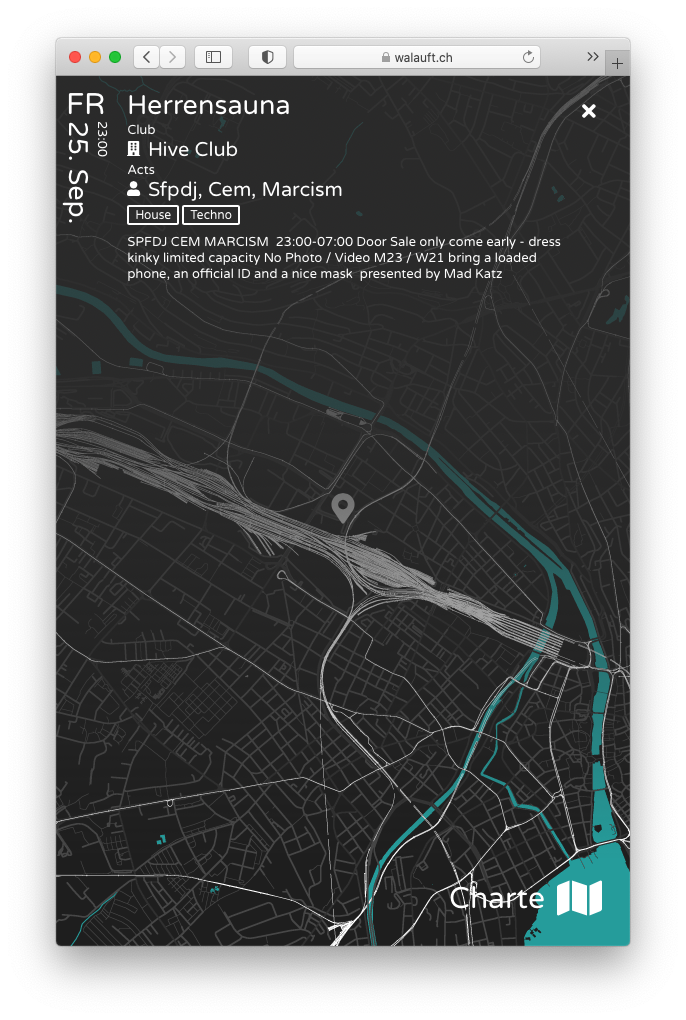 walauft.ch
FR
23:00
25. Sep.
Herrensauna
Club
Hive Club
Acts
Sfpdj, Cem, Marcism
House Techno
SPFDJ CEM MARCISM  23:00-07:00 Door Sale only come early - dress
kinky limited capacity No Photo / Video M23 / W21 bring a loaded
phone, an official ID and a nice mask  presented by Mad Katz
Charte